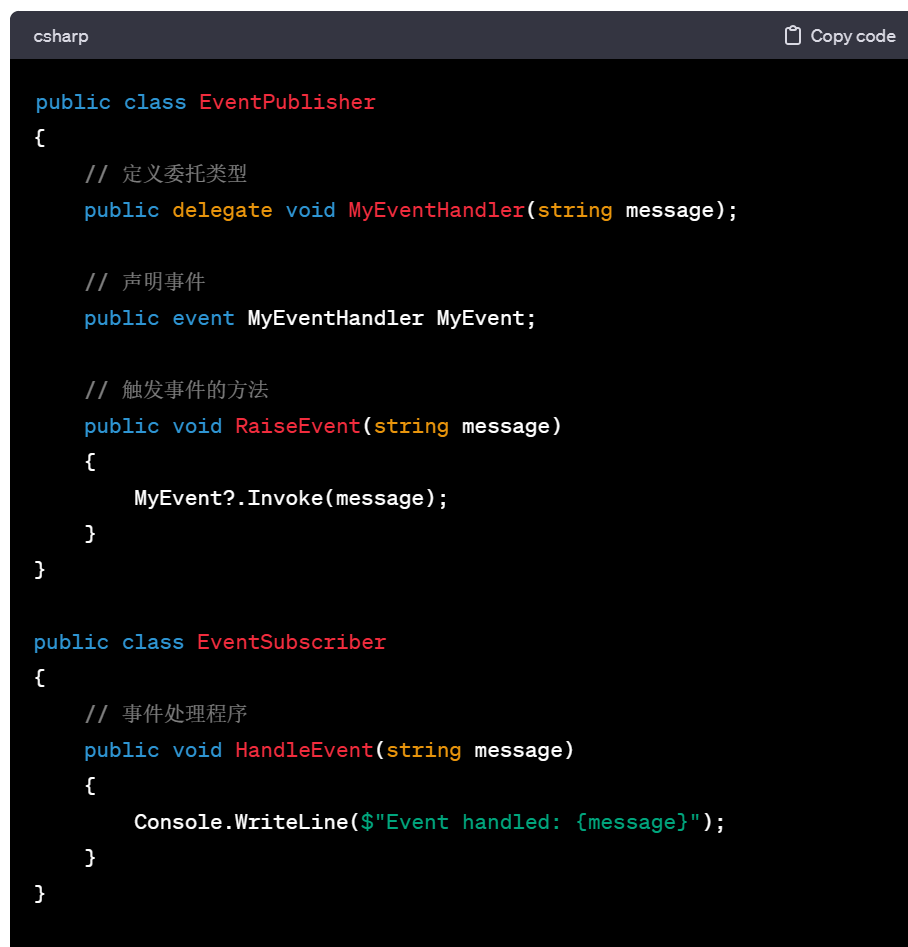 csharp
Copy code
public class EventPublisher
{
    // 定义委托类型
    public delegate void MyEventHandler(string message);

    // 声明事件
    public event MyEventHandler MyEvent;

    // 触发事件的方法
    public void RaiseEvent(string message)
    {
        MyEvent?.Invoke(message);
    }
}

public class EventSubscriber
{
    // 事件处理程序
    public void HandleEvent(string message)
    {
        Console.WriteLine($"Event handled: {message}");
    }
}